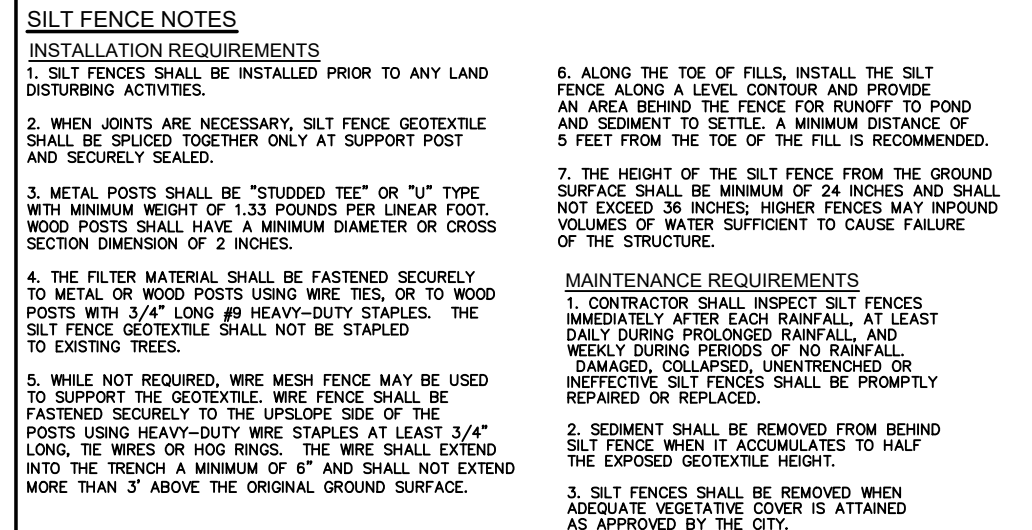 SILT FENCE NOTES
INSTALLATION REQUIREMENTS
1. SILT FENCES SHALL BE INSTALLED PRIOR TO ANY LAND
DISTURBING ACTIVITIES.
2. WHEN JOINTS ARE NECESSARY, SILT FENCE GEOTEXTILE
SHALL BE SPLICED TOGETHER ONLY AT SUPPORT POST
AND SECURELY SEALED.
3. METAL POSTS SHALL BE "STUDDED TEE" OR "U" TYPE
WITH MINIMUM WEIGHT OF 1.33 POUNDS PER LINEAR FOOT.
WOOD POSTS SHALL HAVE A MINIMUM DIAMETER OR CROSS
SECTION DIMENSION OF 2 INCHES.
4. THE FILTER MATERIAL SHALL BE FASTENED SECURELY
TO METAL OR WOOD POSTS USING WIRE TIES, OR TO WOOD
POSTS WITH 3/4" LONG #9 HEAVY-DUTY STAPLES. THE
SILT FENCE GEOTEXTILE SHALL NOT BE STAPLED
TO EXISTING TREES.
5. WHILE NOT REQUIRED, WIRE MESH FENCE MAY BE USED
TO SUPPORT THE GEOTEXTILE. WIRE FENCE SHALL BE
FASTENED SECURELY TO THE UPSLOPE SIDE OF THE
POSTS USING HEAVY-DUTY WIRE STAPLES AT LEAST 3/4"
LONG, TIE WIRES OR HOG RINGS. THE WIRE SHALL EXTEND
INTO THE TRENCH A MINIMUM OF 6" AND SHALL NOT EXTEND
MORE THAN 3' ABOVE THE ORIGINAL GROUND SURFACE.
6. ALONG THE TOE OF FILLS, INSTALL THE SILT
FENCE ALONG A LEVEL CONTOUR AND PROVIDE
AN AREA BEHIND THE FENCE FOR RUNOFF TO POND
AND SEDIMENT TO SETTLE. A MINIMUM DISTANCE OF
5 FEET FROM THE TOE OF THE FILL IS RECOMMENDED.
7. THE HEIGHT OF THE SILT FENCE FROM THE GROUND
SURFACE SHALL BE MINIMUM OF 24 INCHES AND SHALL
NOT EXCEED 36 INCHES; HIGHER FENCES MAY INPOUND
VOLUMES OF WATER SUFFICIENT TO CAUSE FAILURE
OF THE STRUCTURE.
MAINTENANCE REQUIREMENTS
1. CONTRACTOR SHALL INSPECT SILT FENCES
IMMEDIATELY AFTER EACH RAINFALL, AT LEAST
DAILY DURING PROLONGED RAINFALL, AND
WEEKLY DURING PERIODS OF NO RAINFALL.
DAMAGED, COLLAPSED, UNENTRENCHED OR
INEFFECTIVE SILT FENCES SHALL BE PROMPTLY
REPAIRED OR REPLACED.
2. SEDIMENT SHALL BE REMOVED FROM BEHIND
SILT FENCE WHEN IT ACCUMULATES TO HALF
THE EXPOSED GEOTEXTILE HEIGHT.
3. SILT FENCES SHALL BE REMOVED WHEN
ADEQUATE VEGETATIVE COVER IS ATTAINED
AS APPROVED BY THE CITY.